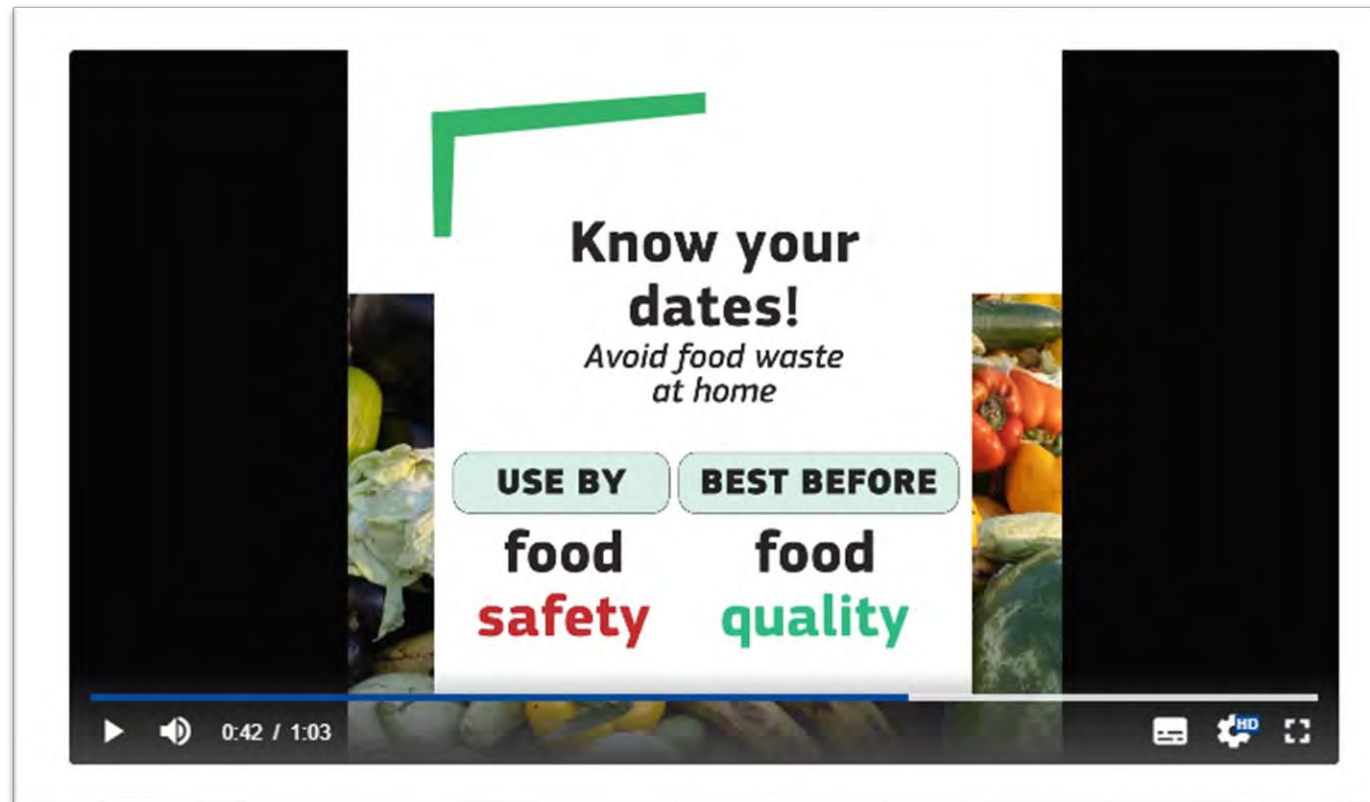 Know your
dates!
Avoid food waste
at home
USE BY
BEST BEFORE
food
safety
food
quality
0:42 / 1:03
HD